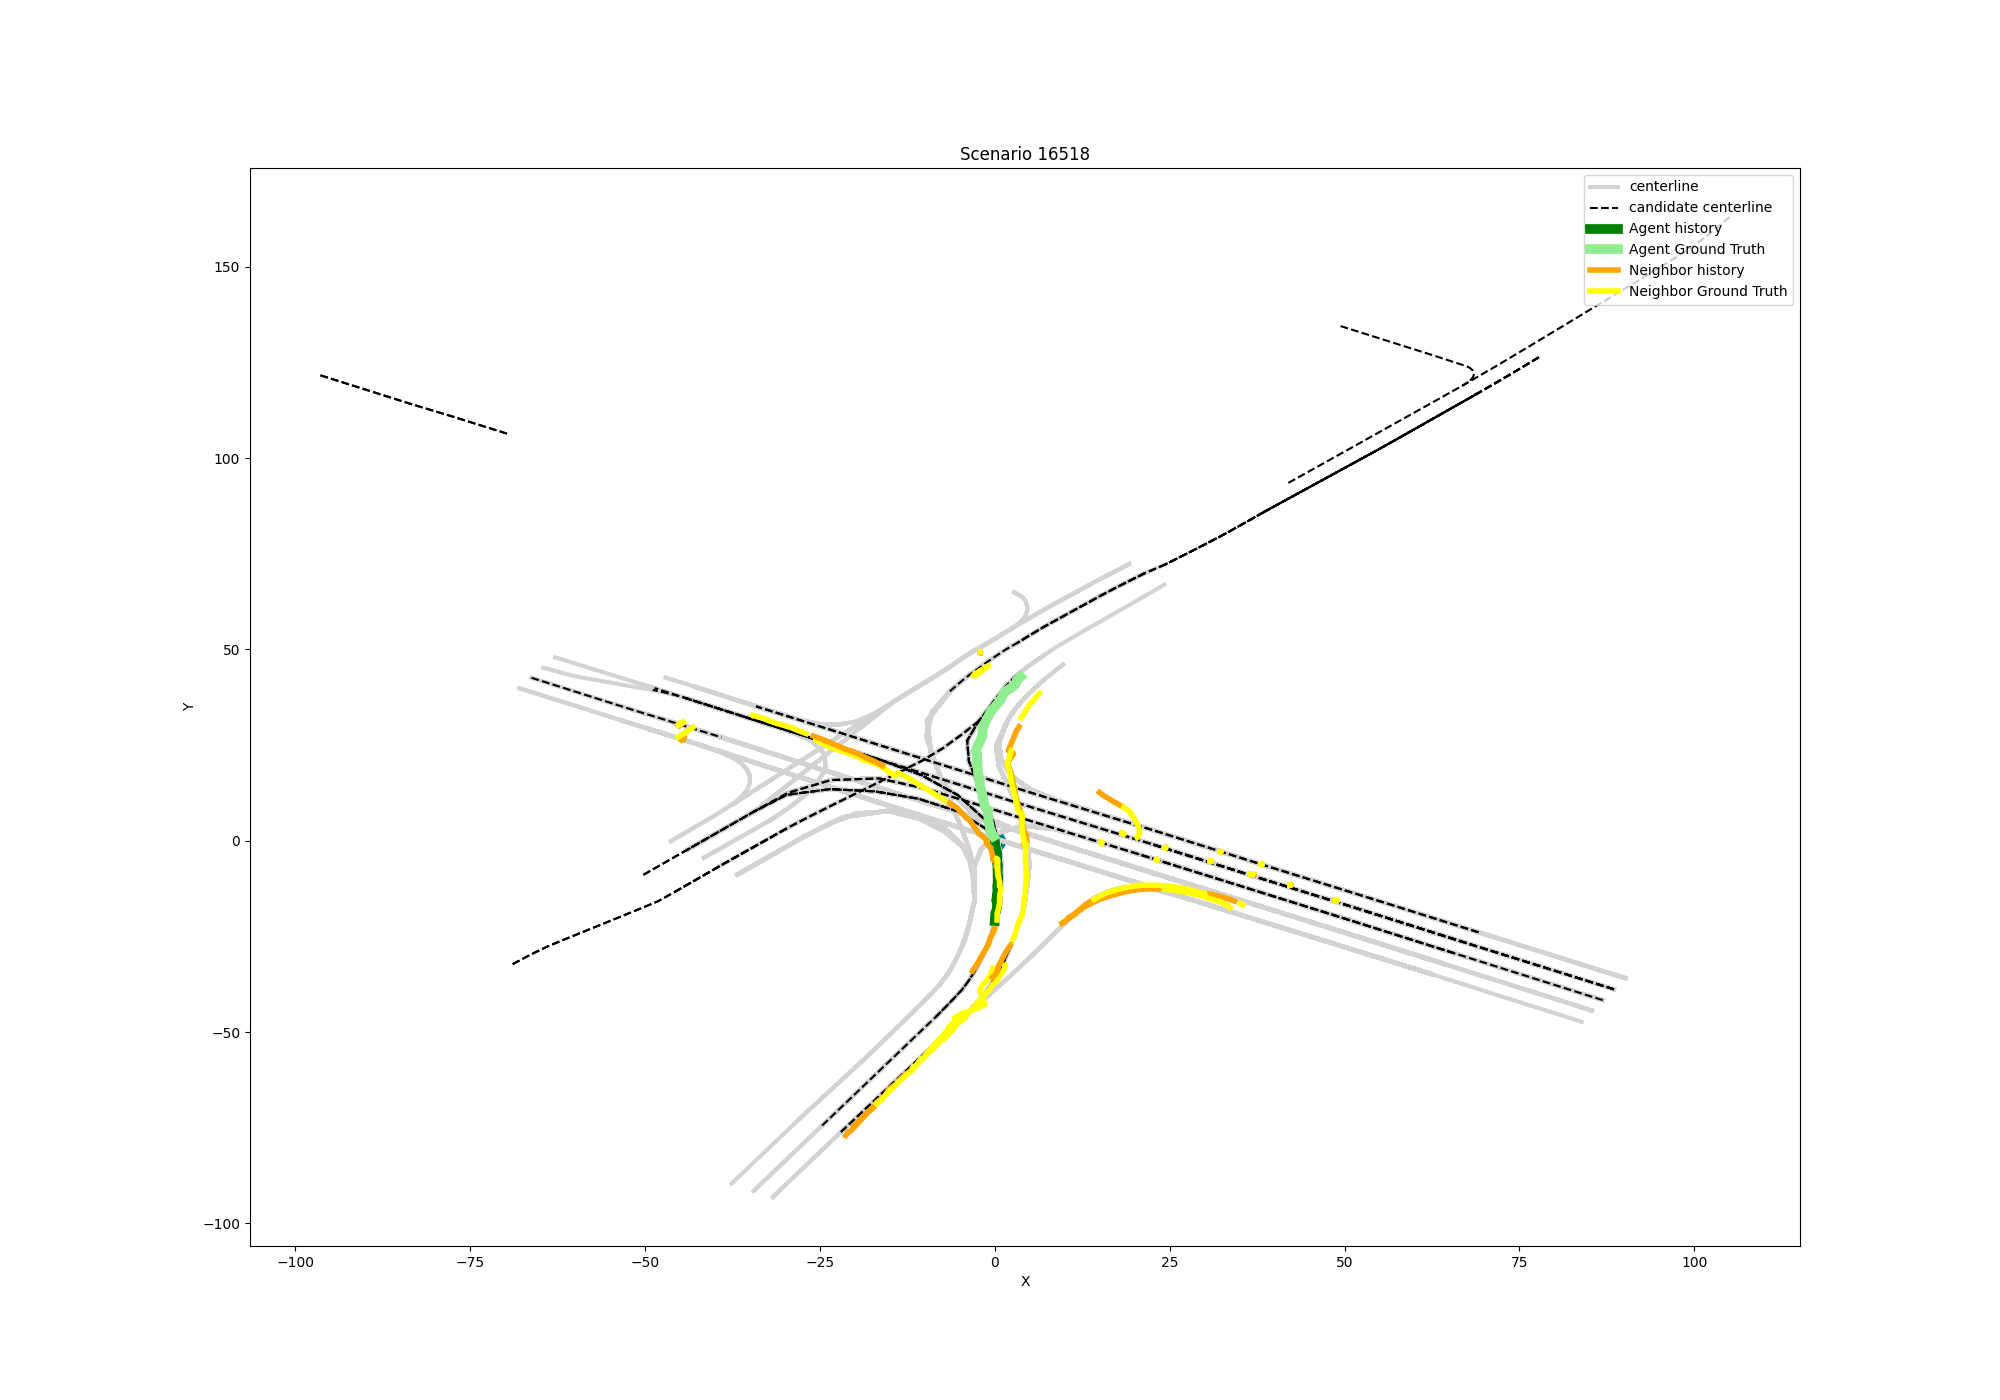 Scenario 16518
centerline
candidate centerline
Agent history
Agent Ground Truth
Neighbor history
Neighbor Ground Truth
150
100
50
0
−50
−100
Y
−100 −75 −50 −25 0 25 50 75 100
X